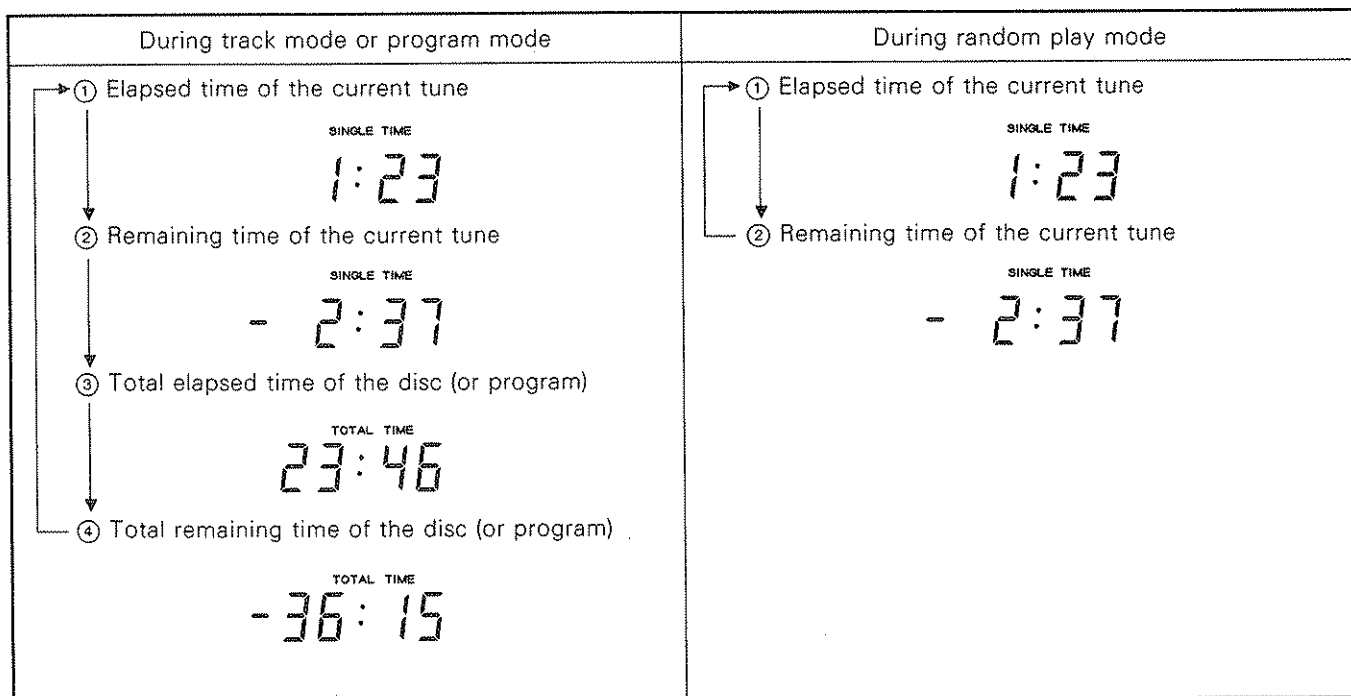 During track mode or program mode
① Elapsed time of the current tune
SINGLE TIME
1:23
② Remaining time of the current tune
SINGLE TIME
- 2:37
③ Total elapsed time of the disc (or program)
TOTAL TIME
23:46
④ Total remaining time of the disc (or program)
TOTAL TIME
-36:15
During random play mode
① Elapsed time of the current tune
SINGLE TIME
1:23
② Remaining time of the current tune
SINGLE TIME
- 2:37